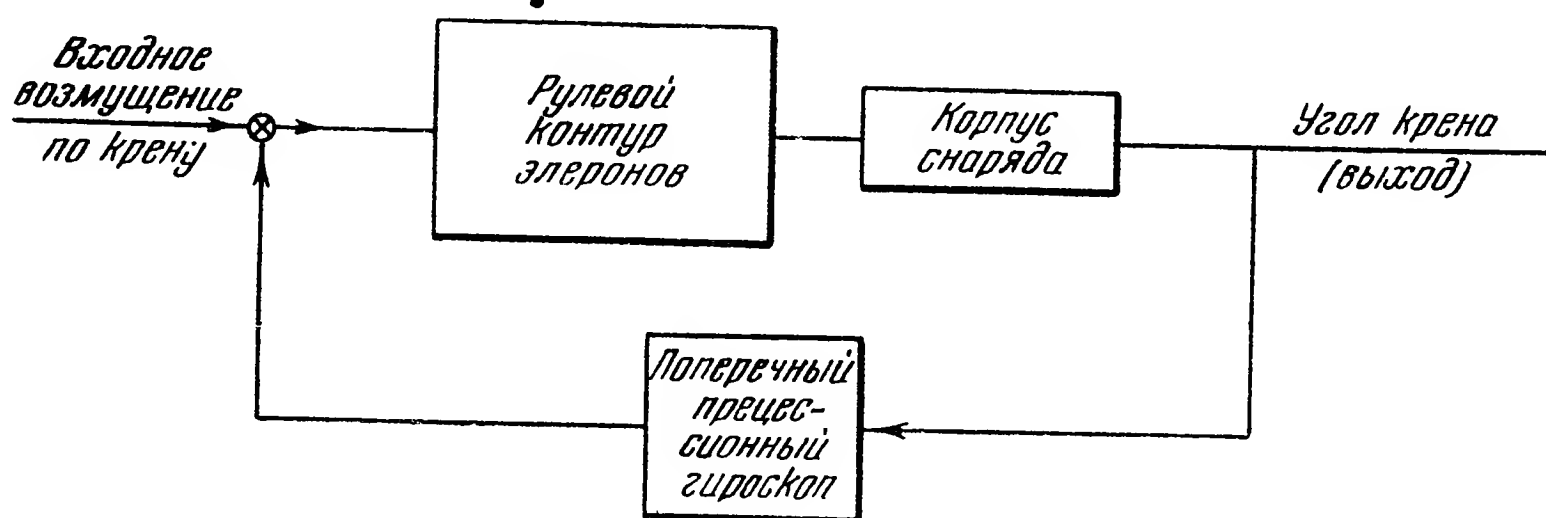 Входное
возмущение
по крену
Рулевой
контур
элеронов
Корпус
снаряда
Угол крена
(выход)
Поперечный
прецес-
сионный
гироскоп